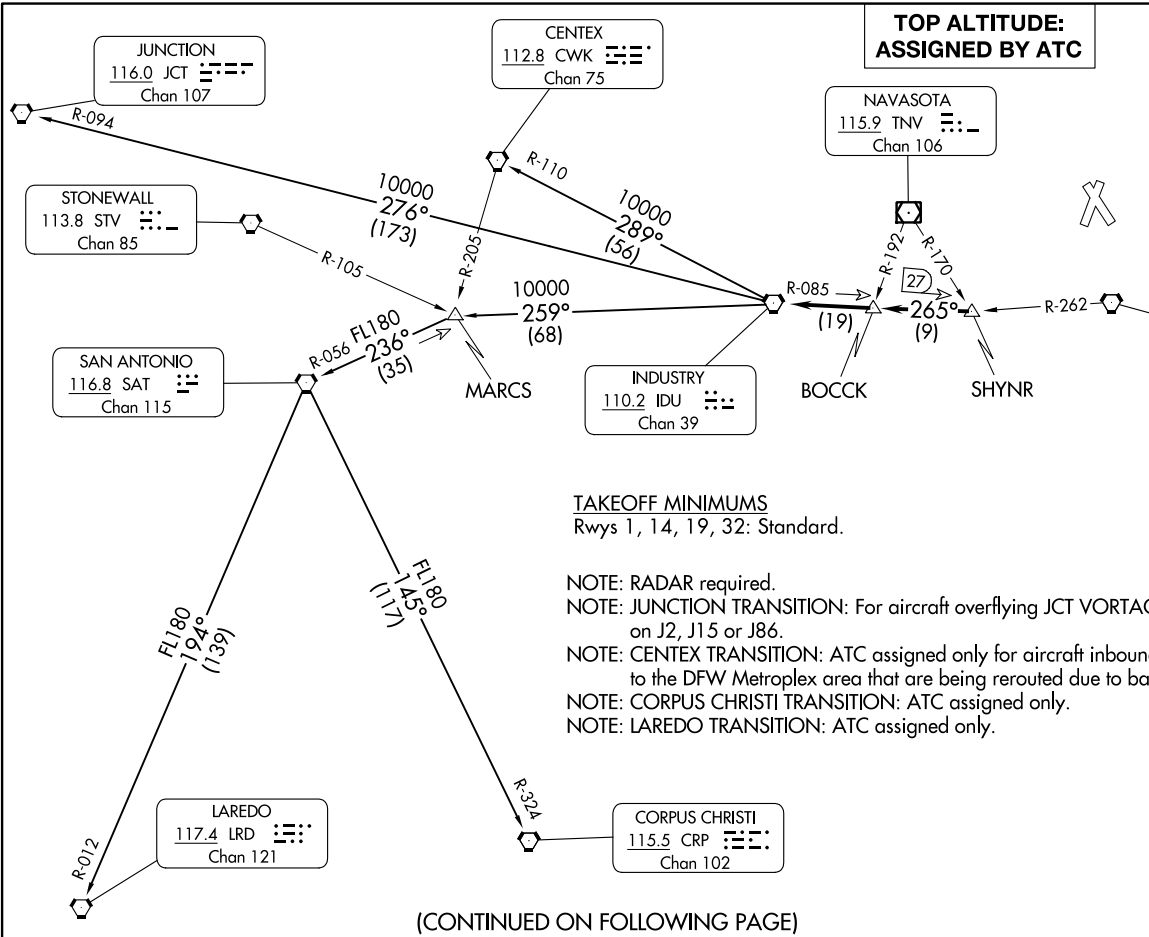 TOP ALTITUDE:
ASSIGNED BY ATC
JUNCTION
116.0 JCT
Chan 107
CENTEX
112.8 CWK
Chan 75
NAVASOTA
115.9 TNV
Chan 106
STONEWALL
113.8 STV
Chan 85
R-094
R-110
10000
276°
(173)
10000
289°
(56)
R-205
R-105
R-192
R-170
27
R-085
R-262
10000
259°
(68)
(19)
265°
(9)
FL180
236°
(35)
R-056
MARCS
BOCCK
SHYNR
SAN ANTONIO
116.8 SAT
Chan 115
INDUSTRY
110.2 IDU
Chan 39
TAKEOFF MINIMUMS
Rwys 1, 14, 19, 32: Standard.
NOTE: RADAR required.
NOTE: JUNCTION TRANSITION: For aircraft overflying JCT VORTAC
on J2, J15 or J86.
NOTE: CENTEX TRANSITION: ATC assigned only for aircraft inboun
to the DFW Metroplex area that are being rerouted due to ba
NOTE: CORPUS CHRISTI TRANSITION: ATC assigned only.
NOTE: LAREDO TRANSITION: ATC assigned only.
FL180
194°
(139)
FL180
145°
(117)
R-012
R-324
LAREDO
117.4 LRD
Chan 121
CORPUS CHRISTI
115.5 CRP
Chan 102
(CONTINUED ON FOLLOWING PAGE)